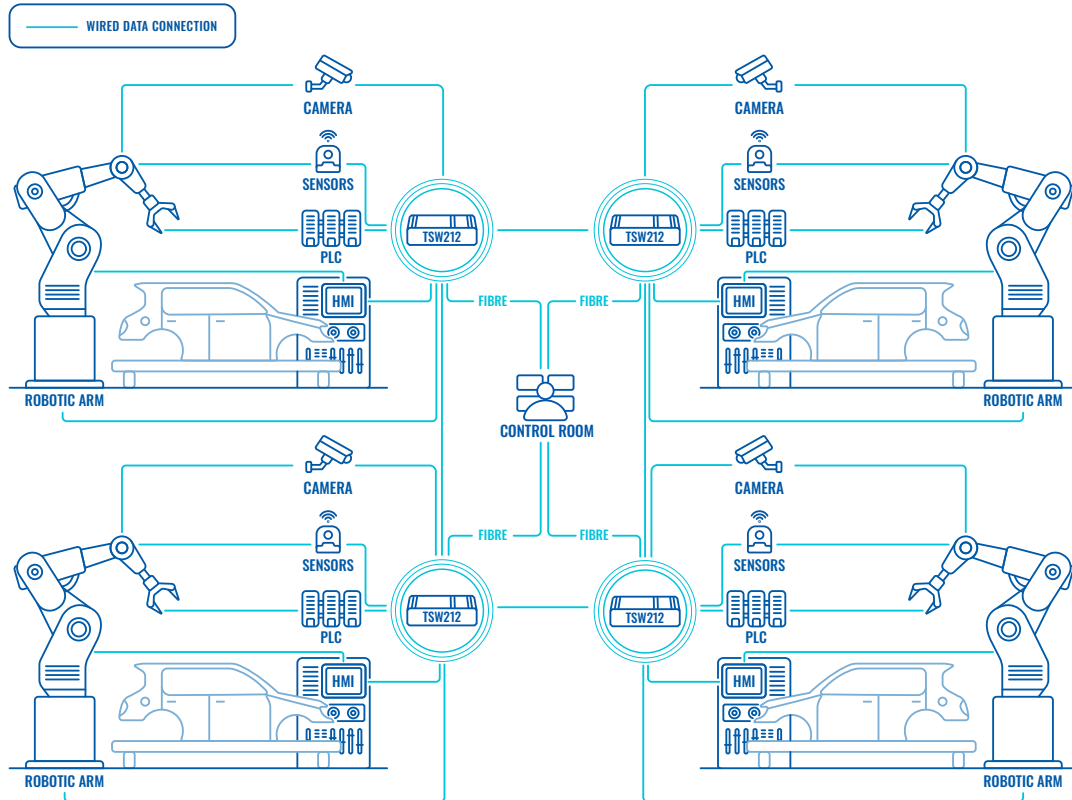 WIRED DATA CONNECTION
CAMERA
CAMERA
SENSORS
SENSORS
TSW212
TSW212
PLC
PLC
HMI
FIBRE
FIBRE
HMI
ROBOTIC ARM
ROBOTIC ARM
CONTROL ROOM
CAMERA
CAMERA
FIBRE
FIBRE
SENSORS
SENSORS
TSW212
TSW212
PLC
PLC
HMI
HMI
ROBOTIC ARM
ROBOTIC ARM